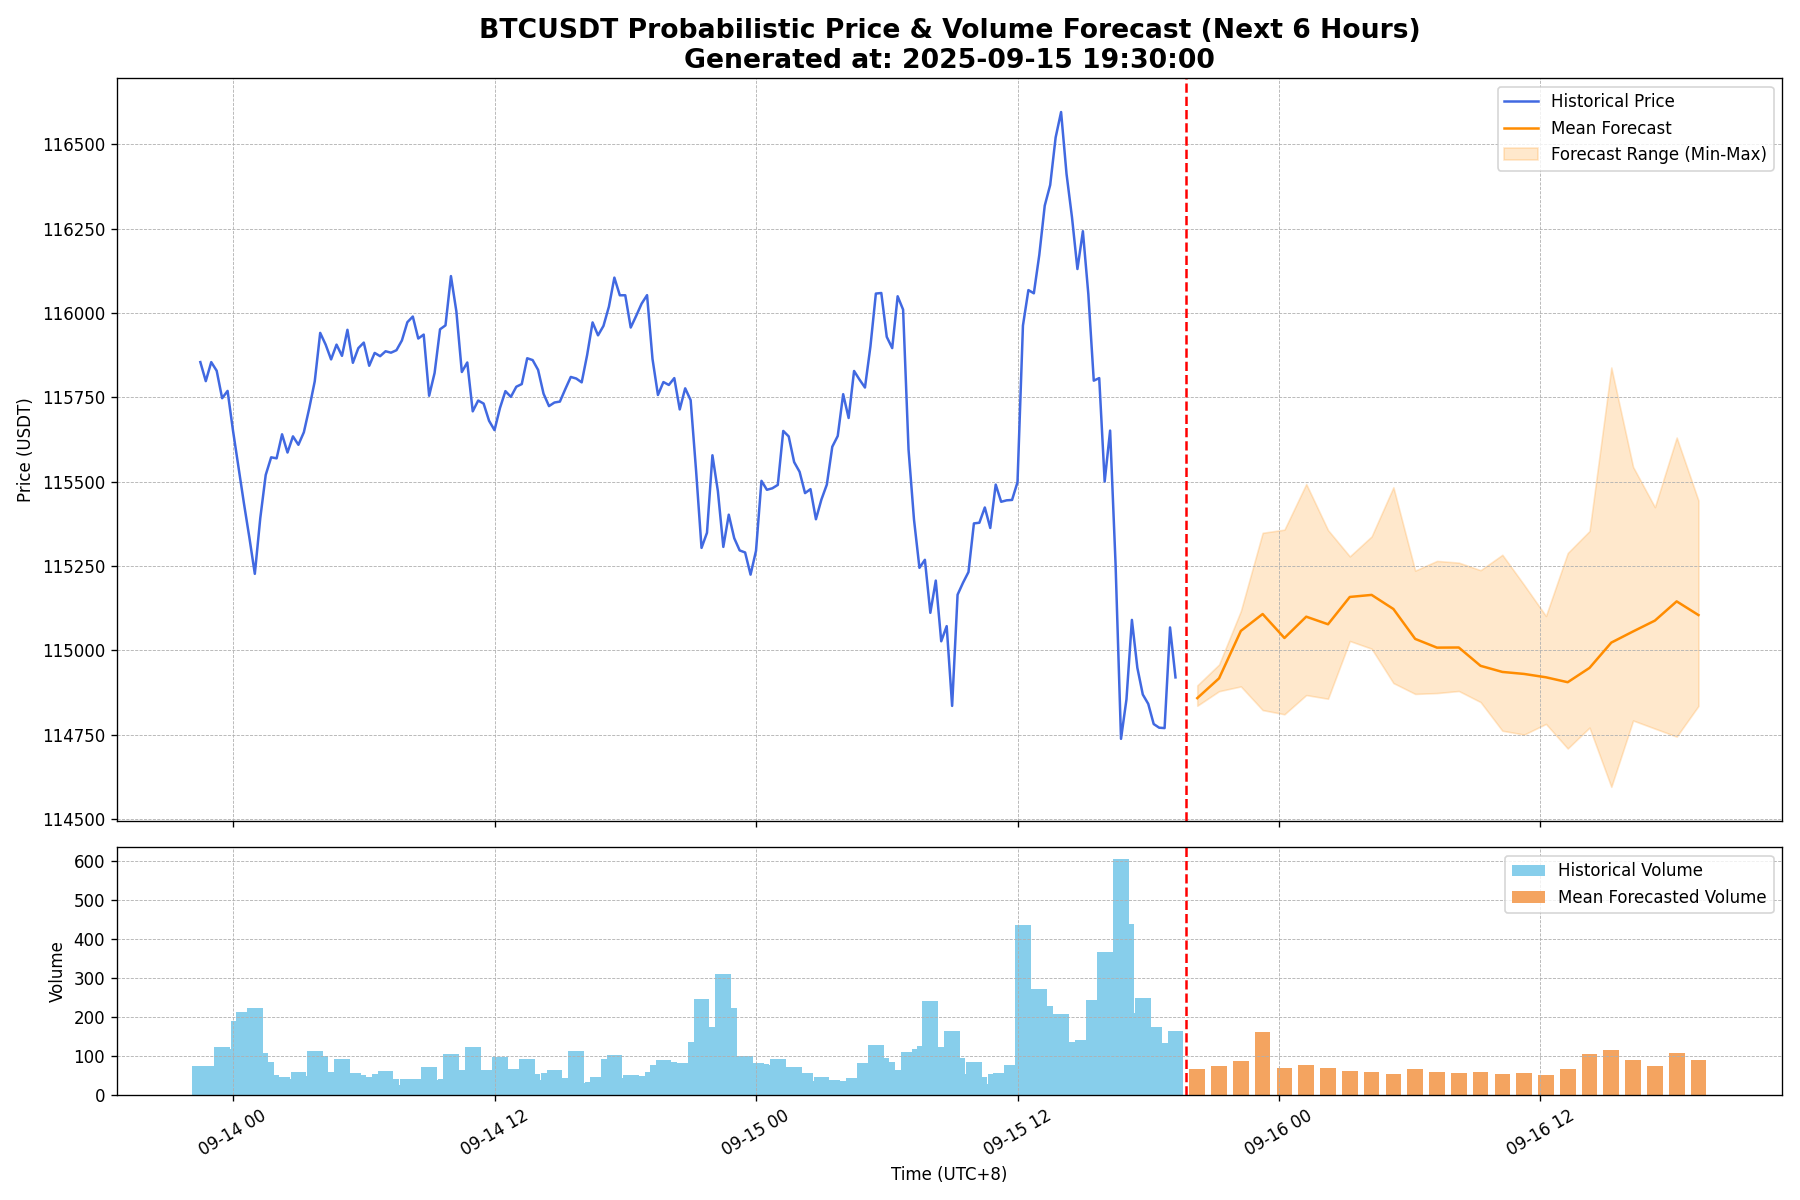 BTCUSDT Probabilistic Price & Volume Forecast (Next 6 Hours)
Generated at: 2025-09-15 19:30:00
Historical Price
Mean Forecast
Forecast Range (Min-Max)
Price (USDT)
116500
116250
116000
115750
115500
115250
115000
114750
114500
Historical Volume
Mean Forecasted Volume
Volume
600
500
400
300
200
100
0
09-14 00
09-14 12
09-15 00
09-15 12
09-16 00
09-16 12
Time (UTC+8)